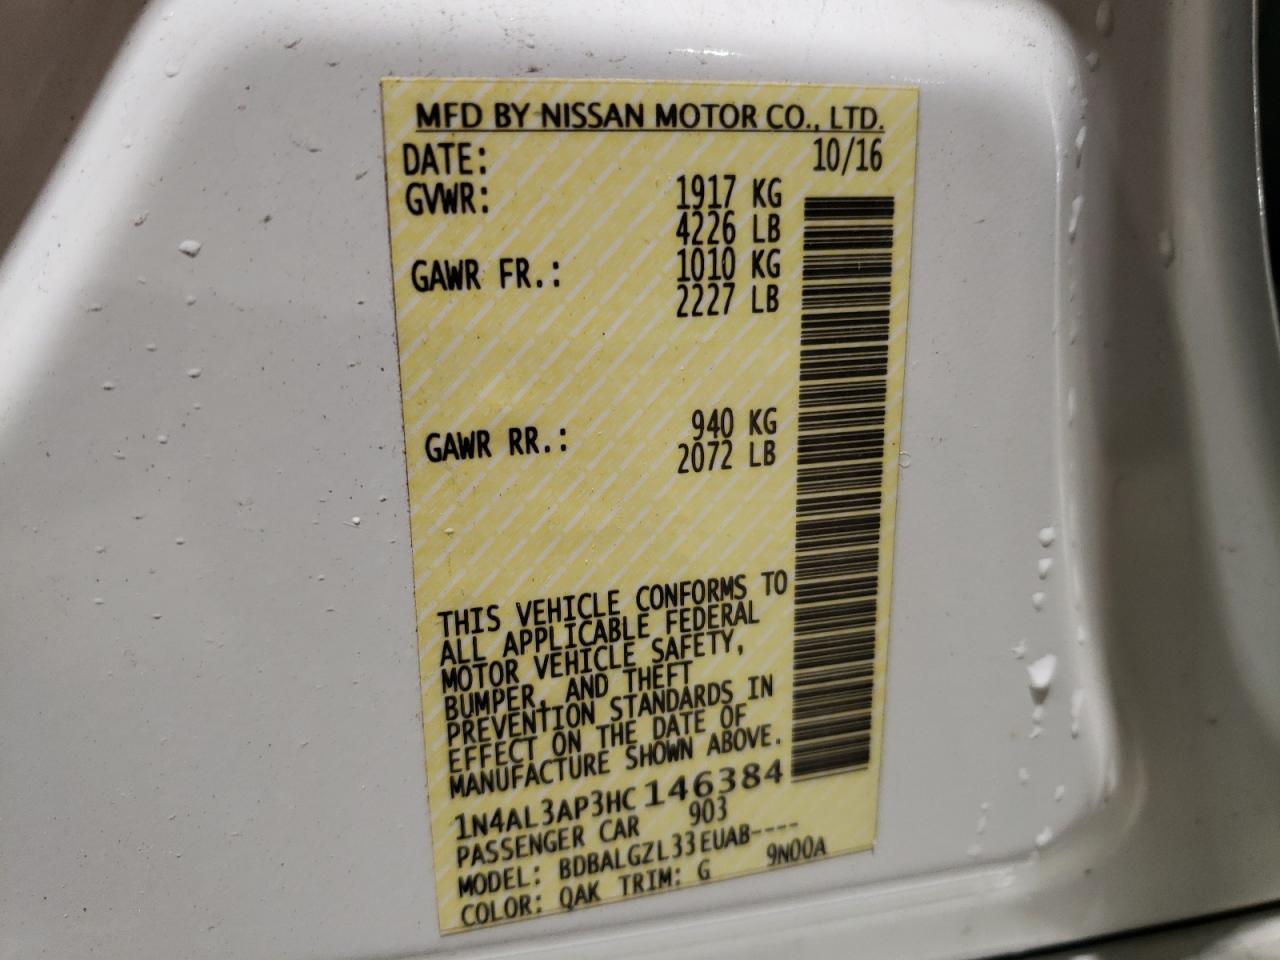 MFD BY NISSAN MOTOR CO., LTD.
DATE: 10/16
GVWR: 1917 KG
4226 LB
GAWR FR.: 1010 KG
2227 LB
GAWR RR.: 940 KG
2072 LB
THIS VEHICLE CONFORMS TO
ALL APPLICABLE FEDERAL
MOTOR VEHICLE SAFETY,
BUMPER, AND THEFT
PREVENTION STANDARDS IN
EFFECT ON THE DATE OF
MANUFACTURE SHOWN ABOVE.
1N4AL3AP3HC146384
PASSENGER CAR 903
MODEL: BDBALGZL33EUAB----
COLOR: QAK TRIM: G 9N00A